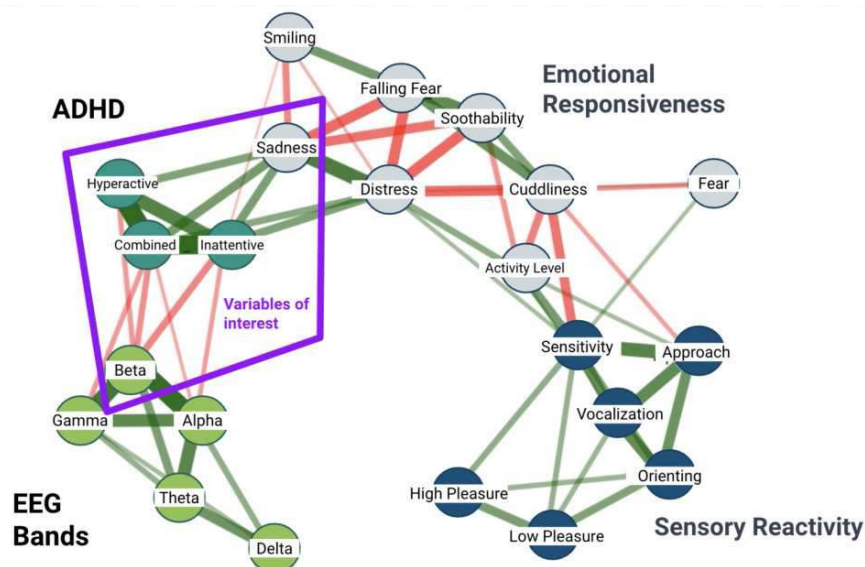 Smiling
Emotional
Responsiveness
Falling Fear
ADHD
Soothability
Sadness
Hyperactive
Distress
Cuddliness
Fear
Combined
Inattentive
Activity Level
Variables of
interest
Sensitivity
Approach
Beta
Gamma
Alpha
Vocalization
Theta
High Pleasure
Orienting
EEG
Bands
Low Pleasure
Sensory Reactivity
Delta